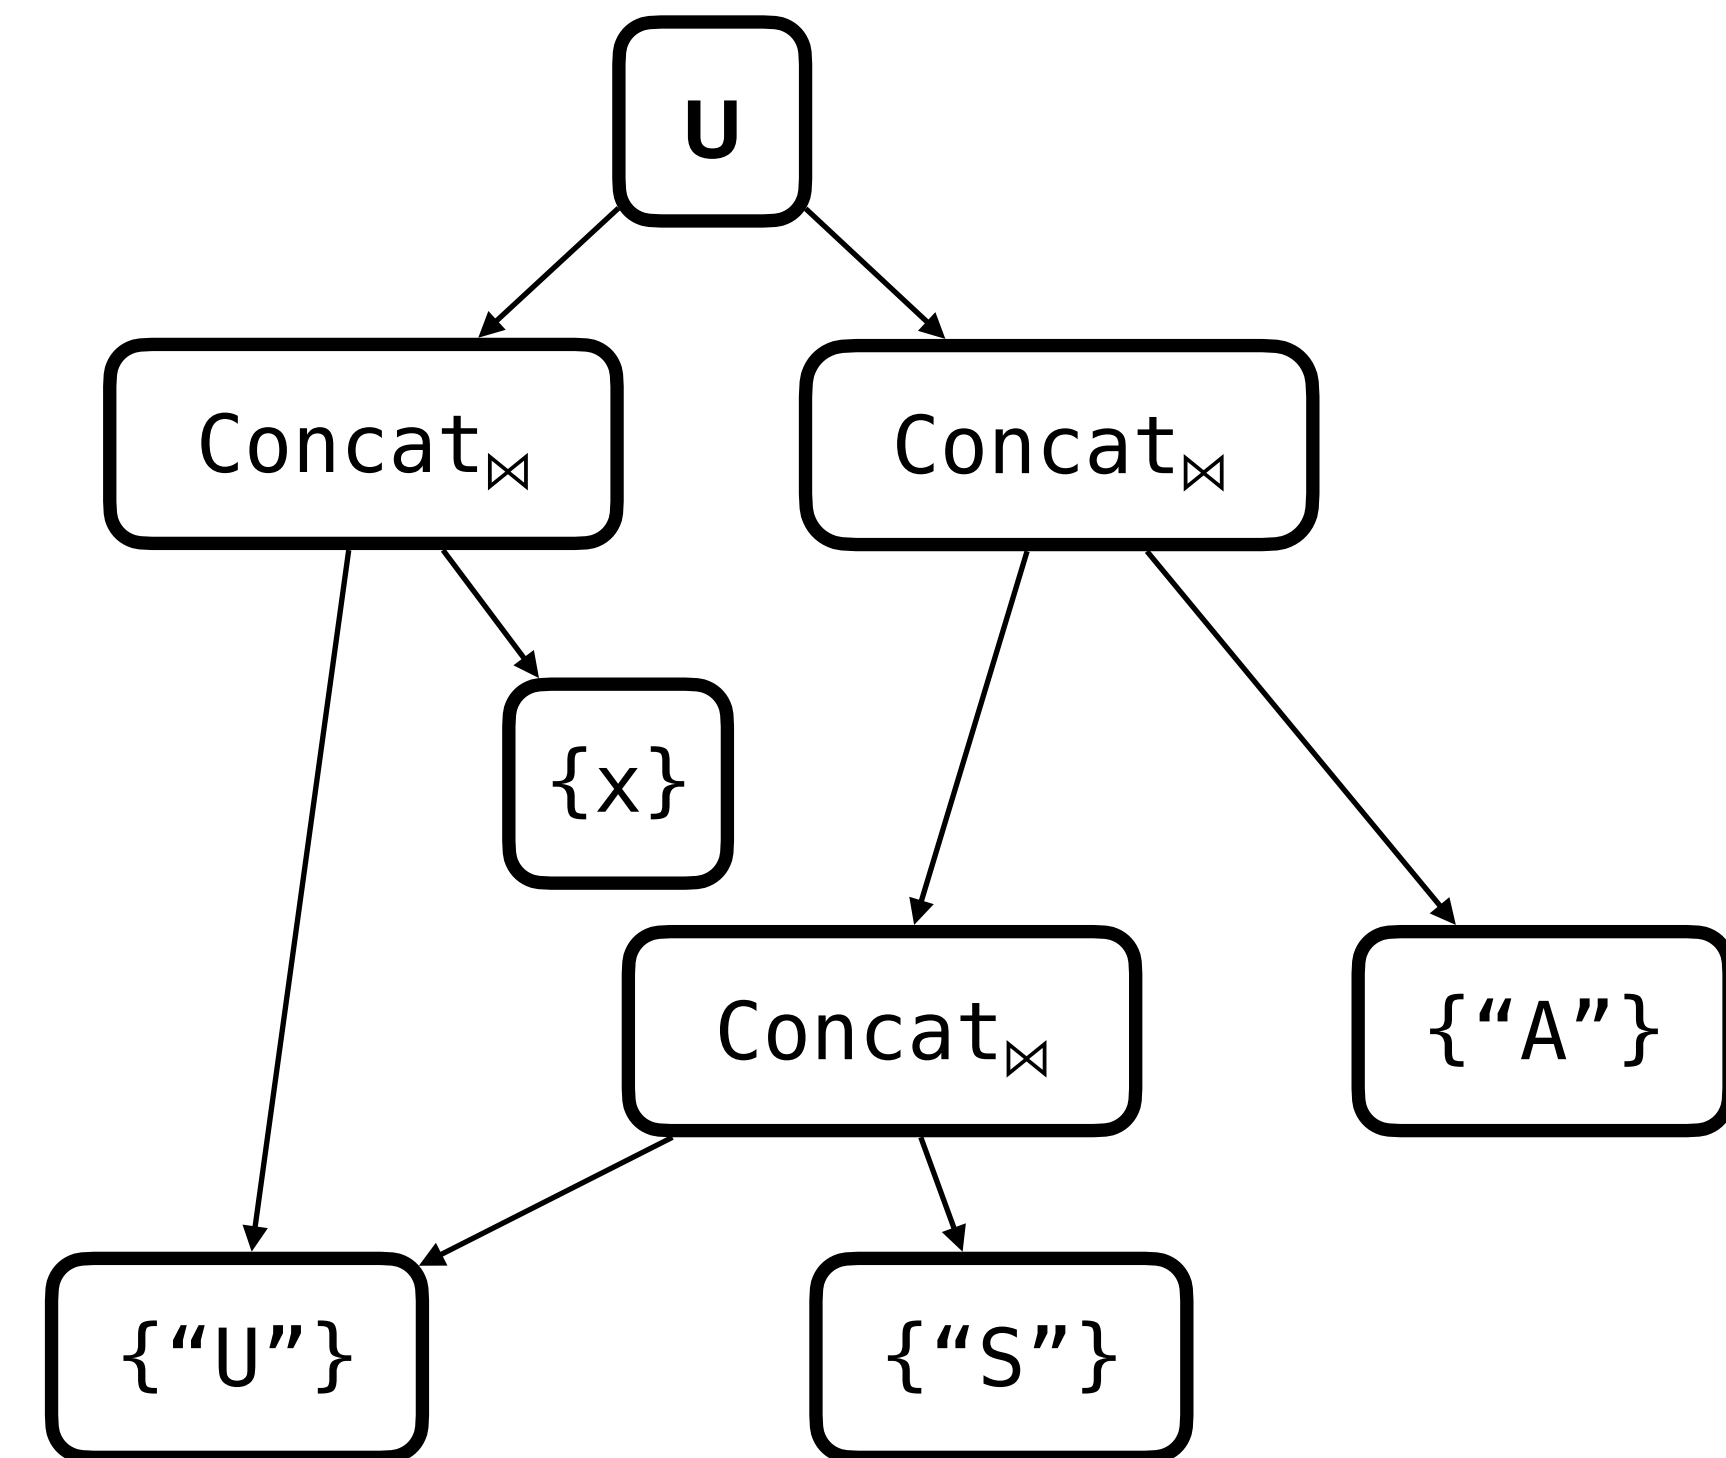 U
Concat⋈
Concat⋈
{x}
Concat⋈
{“A”}
{“U”}
{“S”}